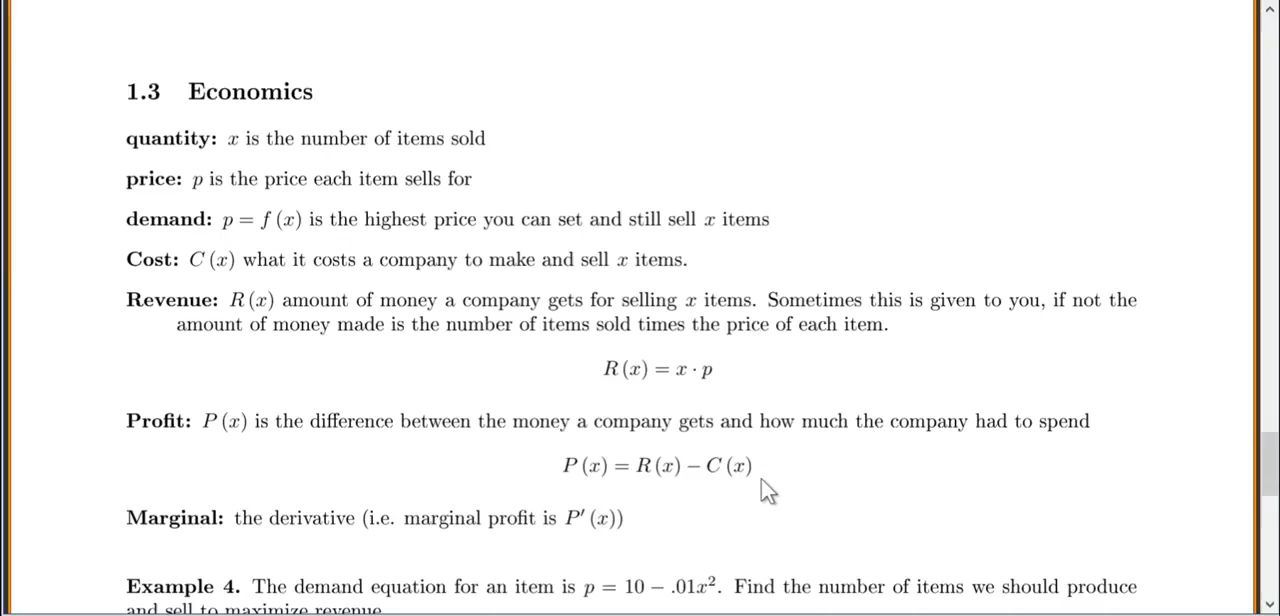 1.3 Economics
quantity: x is the number of items sold
price: p is the price each item sells for
demand: p = f (x) is the highest price you can set and still sell x items
Cost: C (x) what it costs a company to make and sell x items.
Revenue: R (x) amount of money a company gets for selling x items. Sometimes this is given to you, if not the
amount of money made is the number of items sold times the price of each item.
R (x) = x · p
Profit: P (x) is the difference between the money a company gets and how much the company had to spend
P (x) = R (x) − C (x)
Marginal: the derivative (i.e. marginal profit is P′ (x))
Example 4. The demand equation for an item is p = 10 − .01x². Find the number of items we should produce
and sell to maximize revenue